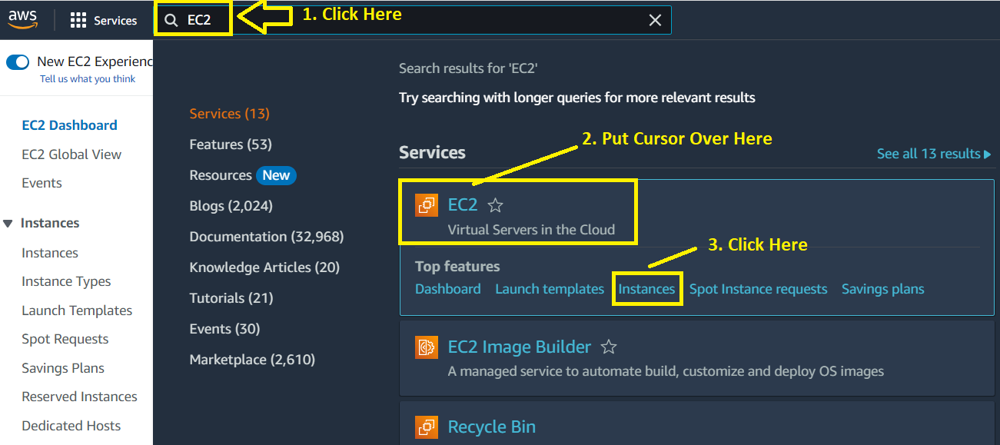 aws
Services
EC2
1. Click Here
New EC2 Experienc
Tell us what you think
EC2 Dashboard
EC2 Global View
Events
Instances
Instances
Instance Types
Launch Templates
Spot Requests
Savings Plans
Reserved Instances
Dedicated Hosts
Services (13)
Features (53)
Resources New
Blogs (2,024)
Documentation (32,968)
Knowledge Articles (20)
Tutorials (21)
Events (30)
Marketplace (2,610)
Search results for 'EC2'
Try searching with longer queries for more relevant results
2. Put Cursor Over Here
Services
See all 13 results
EC2
Virtual Servers in the Cloud
3. Click Here
Top features
Dashboard Launch templates Instances Spot Instance requests Savings plans
EC2 Image Builder
A managed service to automate build, customize and deploy OS images
Recycle Bin